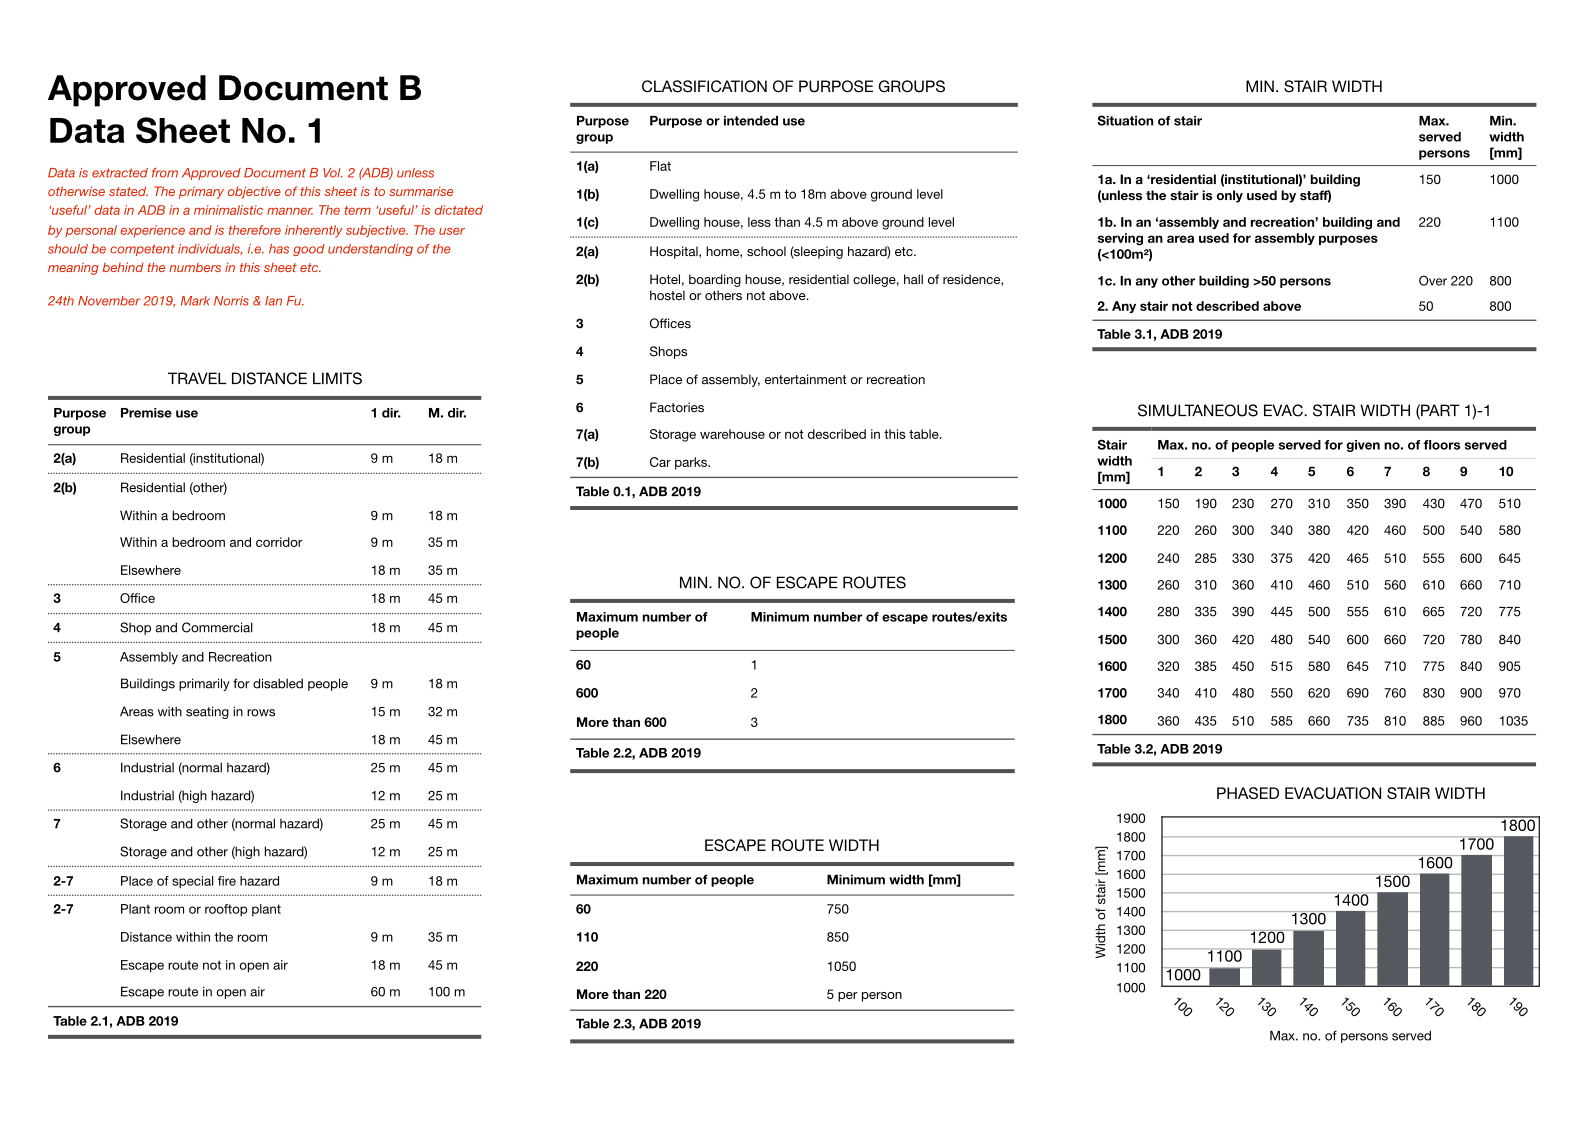 Approved Document B
Data Sheet No. 1
Data is extracted from Approved Document B Vol. 2 (ADB) unless
otherwise stated. The primary objective of this sheet is to summarise
‘useful’ data in ADB in a minimalistic manner. The term ‘useful’ is dictated
by personal experience and is therefore inherently subjective. The user
should be competent individuals, i.e. has good understanding of the
meaning behind the numbers in this sheet etc.
24th November 2019, Mark Norris & Ian Fu.
TRAVEL DISTANCE LIMITS
Purpose group Premise use 1 dir. M. dir.
2(a) Residential (institutional) 9 m 18 m
2(b) Residential (other)
Within a bedroom 9 m 18 m
Within a bedroom and corridor 9 m 35 m
Elsewhere 18 m 35 m
3 Office 18 m 45 m
4 Shop and Commercial 18 m 45 m
5 Assembly and Recreation
Buildings primarily for disabled people 9 m 18 m
Areas with seating in rows 15 m 32 m
Elsewhere 18 m 45 m
6 Industrial (normal hazard) 25 m 45 m
Industrial (high hazard) 12 m 25 m
7 Storage and other (normal hazard) 25 m 45 m
Storage and other (high hazard) 12 m 25 m
2-7 Place of special fire hazard 9 m 18 m
2-7 Plant room or rooftop plant
Distance within the room 9 m 35 m
Escape route not in open air 18 m 45 m
Escape route in open air 60 m 100 m
Table 2.1, ADB 2019
CLASSIFICATION OF PURPOSE GROUPS
Purpose group Purpose or intended use
1(a) Flat
1(b) Dwelling house, 4.5 m to 18m above ground level
1(c) Dwelling house, less than 4.5 m above ground level
2(a) Hospital, home, school (sleeping hazard) etc.
2(b) Hotel, boarding house, residential college, hall of residence,
hostel or others not above.
3 Offices
4 Shops
5 Place of assembly, entertainment or recreation
6 Factories
7(a) Storage warehouse or not described in this table.
7(b) Car parks.
Table 0.1, ADB 2019
MIN. NO. OF ESCAPE ROUTES
Maximum number of people Minimum number of escape routes/exits
60 1
600 2
More than 600 3
Table 2.2, ADB 2019
ESCAPE ROUTE WIDTH
Maximum number of people Minimum width [mm]
60 750
110 850
220 1050
More than 220 5 per person
Table 2.3, ADB 2019
MIN. STAIR WIDTH
Situation of stair Max. served persons Min. width [mm]
1a. In a ‘residential (institutional)’ building 150 1000
(unless the stair is only used by staff)
1b. In an ‘assembly and recreation’ building and 220 1100
serving an area used for assembly purposes
(<100m²)
1c. In any other building >50 persons Over 220 800
2. Any stair not described above 50 800
Table 3.1, ADB 2019
SIMULTANEOUS EVAC. STAIR WIDTH (PART 1)-1
Stair width [mm] Max. no. of people served for given no. of floors served
1 2 3 4 5 6 7 8 9 10
1000 150 190 230 270 310 350 390 430 470 510
1100 220 260 300 340 380 420 460 500 540 580
1200 240 285 330 375 420 465 510 555 600 645
1300 260 310 360 410 460 510 560 610 660 710
1400 280 335 390 445 500 555 610 665 720 775
1500 300 360 420 480 540 600 660 720 780 840
1600 320 385 450 515 580 645 710 775 840 905
1700 340 410 480 550 620 690 760 830 900 970
1800 360 435 510 585 660 735 810 885 960 1035
Table 3.2, ADB 2019
PHASED EVACUATION STAIR WIDTH
Width of stair [mm]
1900
1800
1700
1600
1500
1400
1300
1200
1100
1000
1000 1100 1200 1300 1400 1500 1600 1700 1800
100 120 130 140 150 160 170 180 190
Max. no. of persons served